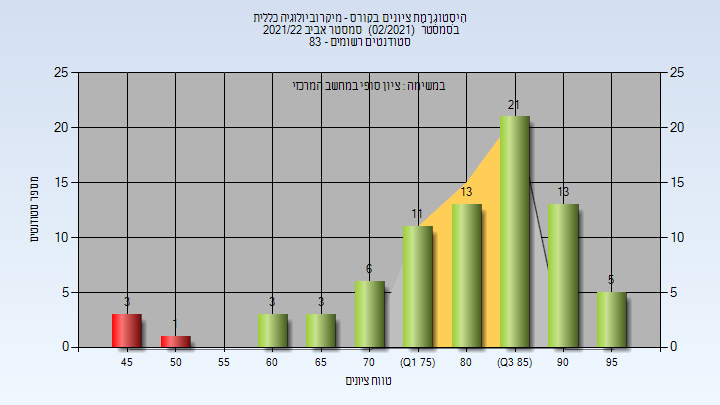 היסטוגרמת ציונים בקורס - מיקרוביולוגיה כללית
בסמסטר (02/2021) סמסטר אביב 2021/22
סטודנטים רשומים - 83
במשימה : ציון סופי במחשב המרכזי
מספר סטודנטים
25 25
20 20
15 15
10 10
5 5
0 0
3 1 3 3 6 11 13 21 13 5
45 50 55 60 65 70 (Q1 75) 80 (Q3 85) 90 95
טווח ציונים